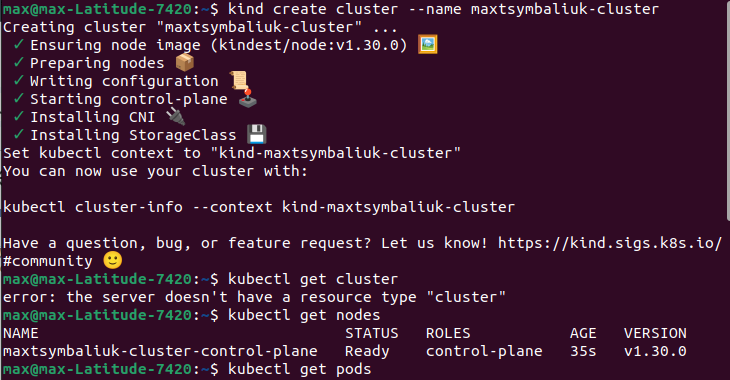 max@max-Latitude-7420:~$ kind create cluster --name maxtsymbaliuk-cluster
Creating cluster "maxtsymbaliuk-cluster" ...
✓ Ensuring node image (kindest/node:v1.30.0) 🖼
✓ Preparing nodes 📦
✓ Writing configuration 📜
✓ Starting control-plane 🕹️
✓ Installing CNI 🔌
✓ Installing StorageClass 💾
Set kubectl context to "kind-maxtsymbaliuk-cluster"
You can now use your cluster with:
kubectl cluster-info --context kind-maxtsymbaliuk-cluster
Have a question, bug, or feature request? Let us know! https://kind.sigs.k8s.io/
#community 🙂
max@max-Latitude-7420:~$ kubectl get cluster
error: the server doesn't have a resource type "cluster"
max@max-Latitude-7420:~$ kubectl get nodes
NAME STATUS ROLES AGE VERSION
maxtsymbaliuk-cluster-control-plane Ready control-plane 35s v1.30.0
max@max-Latitude-7420:~$ kubectl get pods